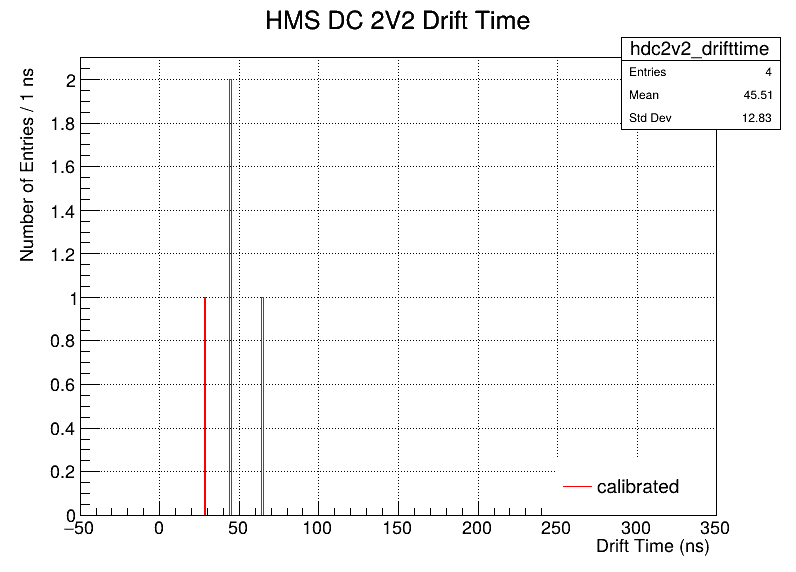 HMS DC 2V2 Drift Time
hdc2v2_drifttime
Entries 4
Mean 45.51
Std Dev 12.83
Number of Entries / 1 ns
2
1.8
1.6
1.4
1.2
1
0.8
0.6
0.4
0.2
0
calibrated
−50 0 50 100 150 200 250 300 350
Drift Time (ns)